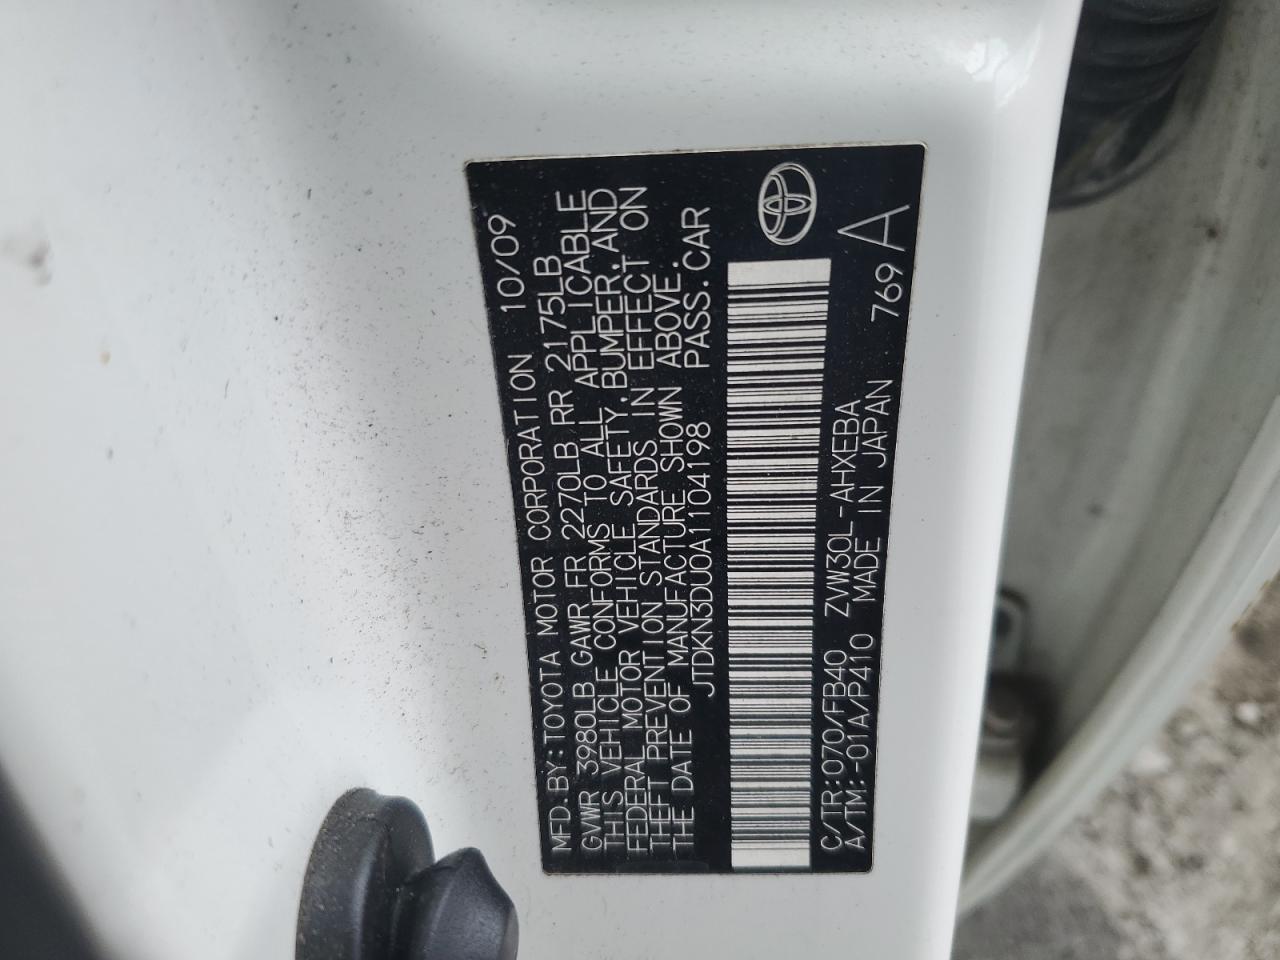 MFD.BY:TOYOTA MOTOR CORPORATION 10/09
GVWR 3980LB GAWR FR 2270LB RR 2175LB
THIS VEHICLE CONFORMS TO ALL APPLICABLE
FEDERAL MOTOR VEHICLE SAFETY,BUMPER,AND
THEFT PREVENTION STANDARDS IN EFFECT ON
THE DATE OF MANUFACTURE SHOWN ABOVE.
JTDKN3DU0A1104198 PASS.CAR
C/TR:070/FB40 ZVW30L-AHXEBA 769
A/TM:-01A/P410 MADE IN JAPAN A